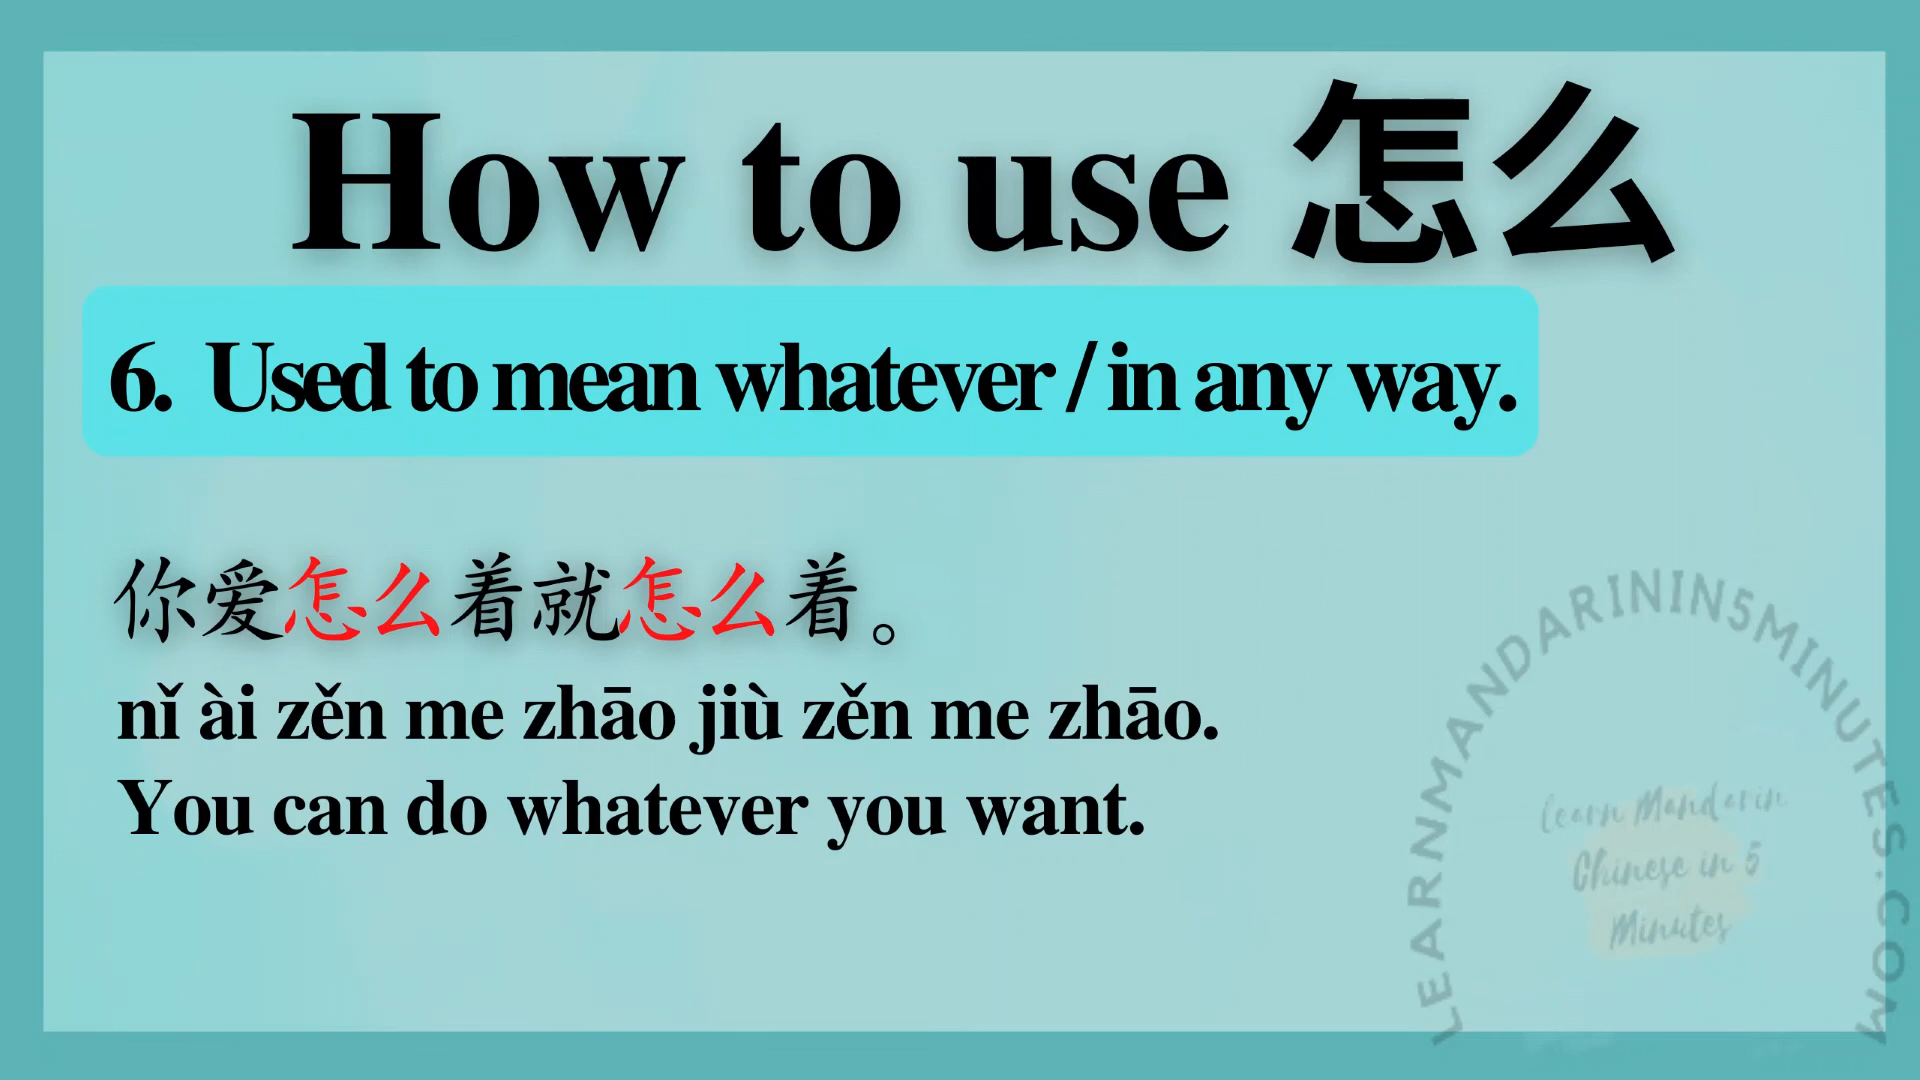 How to use 怎么
6. Used to mean whatever / in any way.
你爱怎么着就怎么着。
nǐ ài zěn me zhāo jiù zěn me zhāo.
You can do whatever you want.
LEARNMANDARININ5MINUTES.COM
Learn Mandarin
Chinese in 5
Minutes